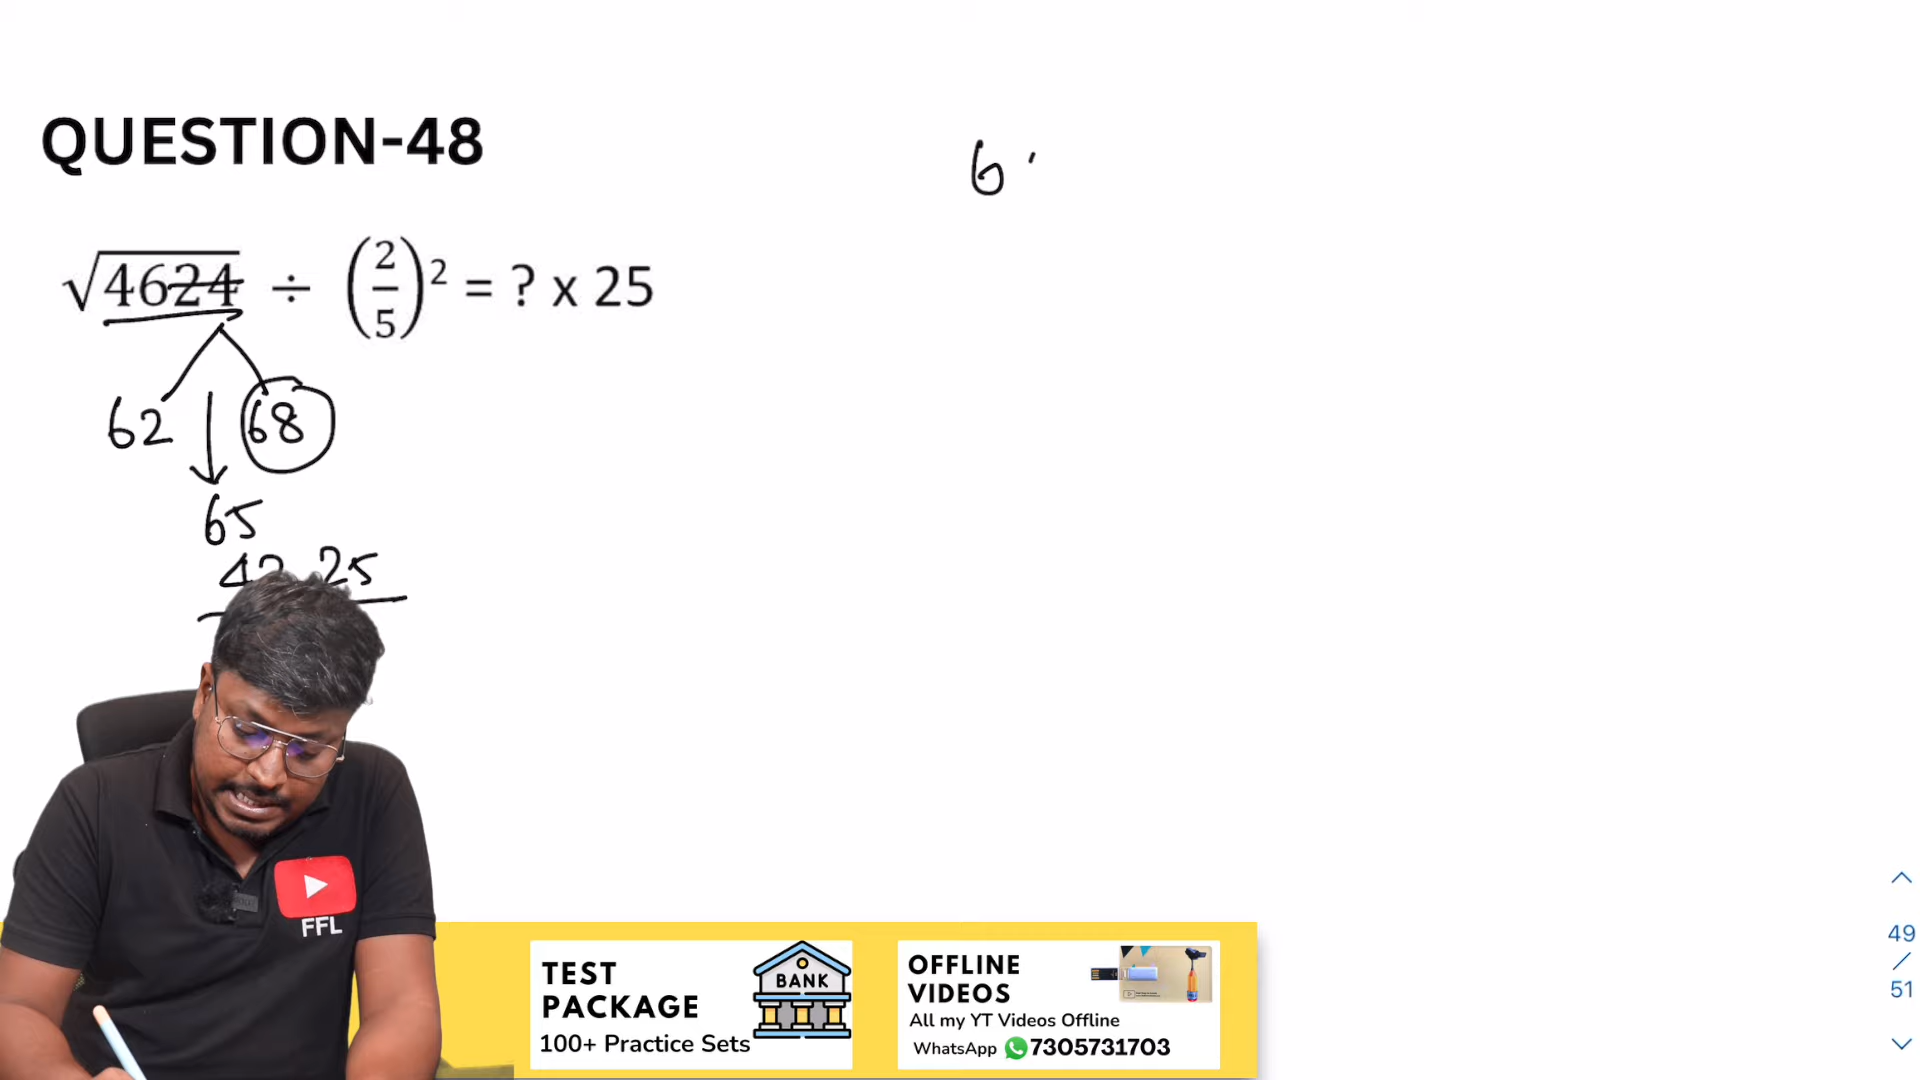 QUESTION-48
6
√4624 ÷ (2/5)² = ? x 25
62 68
65
42 25
FFL
TEST
PACKAGE
100+ Practice Sets
BANK
OFFLINE
VIDEOS
All my YT Videos Offline
WhatsApp 7305731703
49
/
51